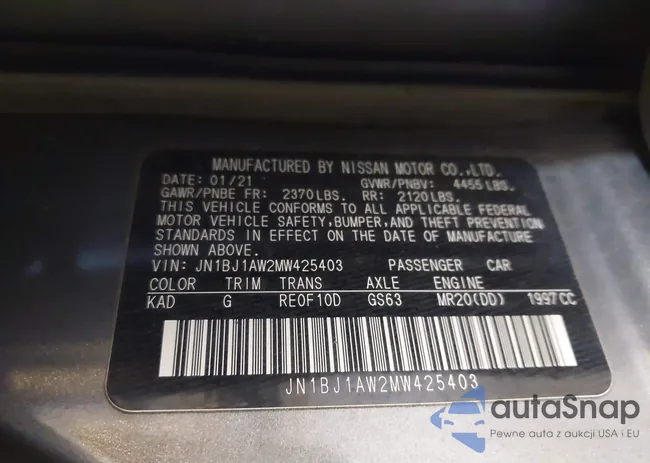 MANUFACTURED BY NISSAN MOTOR CO.,LTD.
DATE: 01/21 GVWR/PNBV: 4455 LBS.
GAWR/PNBE FR: 2370 LBS. RR: 2120 LBS.
THIS VEHICLE CONFORMS TO ALL APPLICABLE FEDERAL
MOTOR VEHICLE SAFETY, BUMPER, AND THEFT PREVENTION
STANDARDS IN EFFECT ON THE DATE OF MANUFACTURE
SHOWN ABOVE.
VIN: JN1BJ1AW2MW425403 PASSENGER CAR
COLOR TRIM TRANS AXLE ENGINE
KAD G RE0F10D GS63 MR20(DD) 1997CC
JN1BJ1AW2MW425403
autaSnap
Pewne auta z aukcji USA i EU